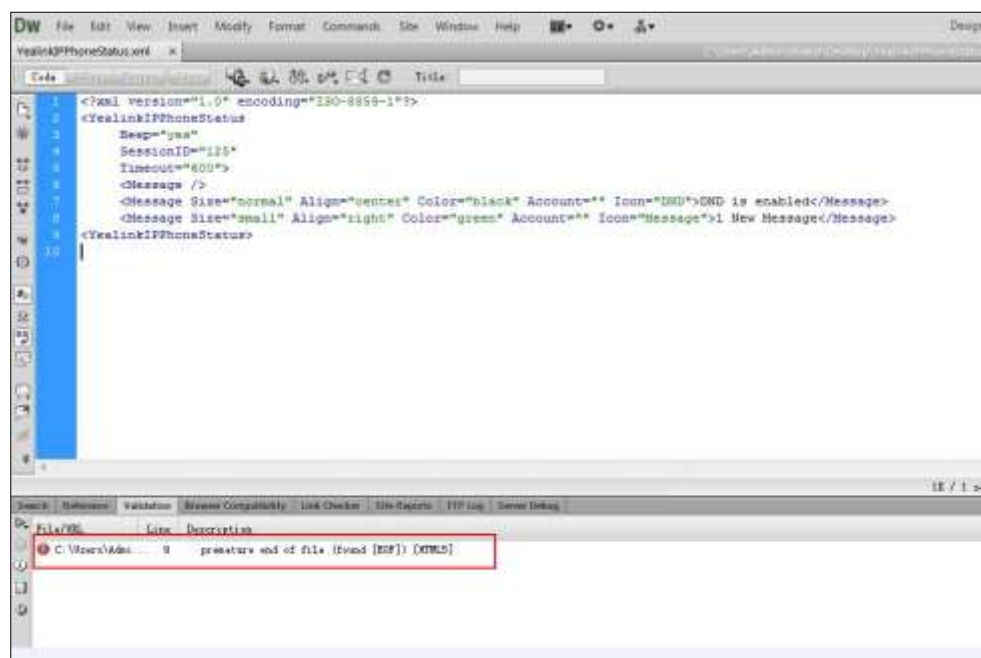 DW File Edit View Insert Modify Format Commands Site Window Help
YealinkIPPhoneStatus.xml ×
Code Title:
1 <?xml version="1.0" encoding="ISO-8859-1"?>
2 <YealinkIPPhoneStatus
3 Beep="yes"
4 SessionID="125"
5 Timeout="600">
6 <Message />
7 <Message Size="normal" Align="center" Color="black" Account="" Icon="DND">DND is enabled</Message>
8 <Message Size="small" Align="right" Color="green" Account="" Icon="Message">1 New Message</Message>
9 <YealinkIPPhoneStatus>
10
Search Reference Validation Browser Compatibility Link Checker Site Reports FTP Log Server Debug
File/URL Line Description
C:\Users\Admi... 9 premature end of file (found [EOF]) [HTML5]